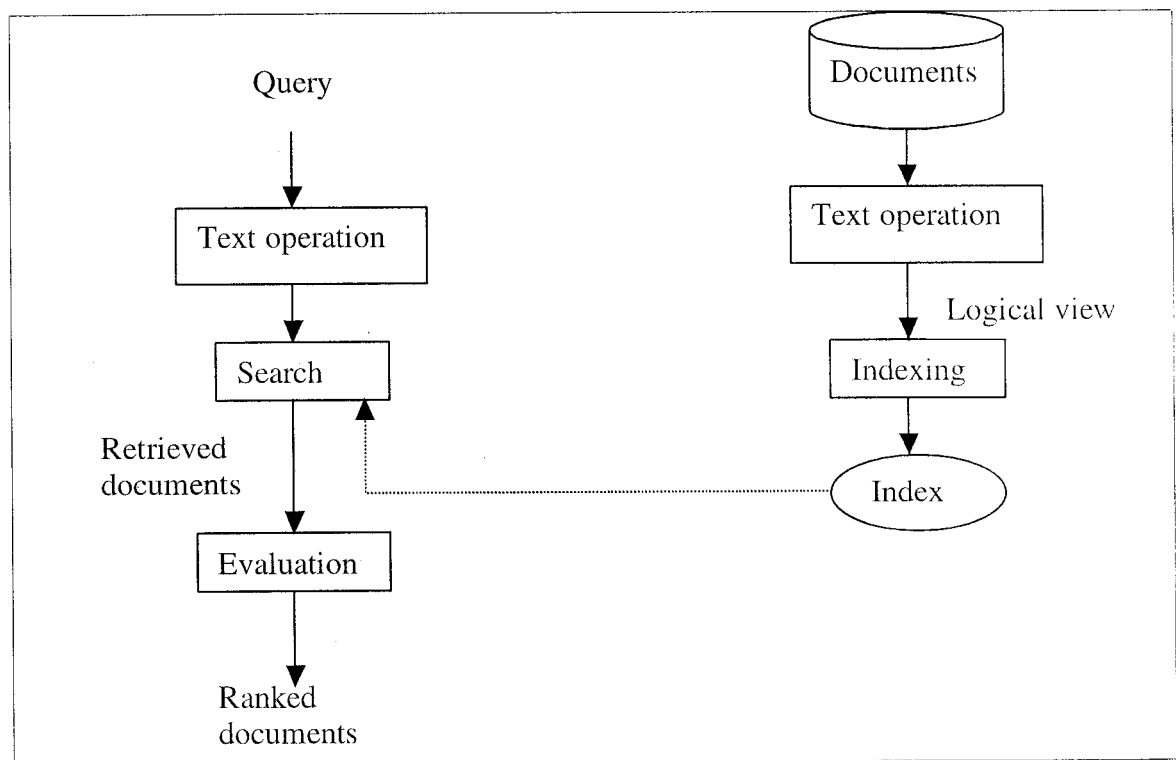 Query
Text operation
Search
Retrieved
documents
Evaluation
Ranked
documents
Documents
Text operation
Logical view
Indexing
Index